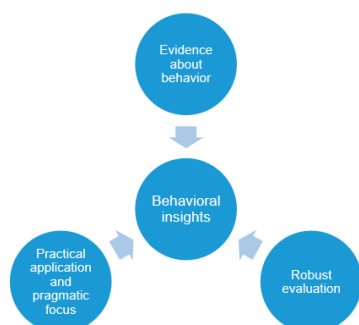 Evidence
about
behavior
Behavioral
insights
Practical
application
and
pragmatic
focus
Robust
evaluation